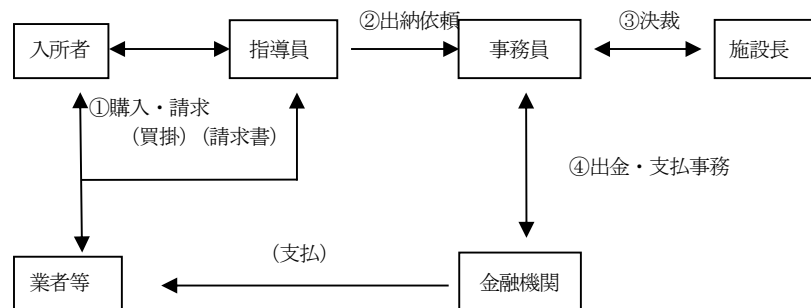 ②出納依頼
③決裁
入所者
指導員
事務員
施設長
①購入・請求
（買掛）（請求書）
④出金・支払事務
（支払）
業者等
金融機関